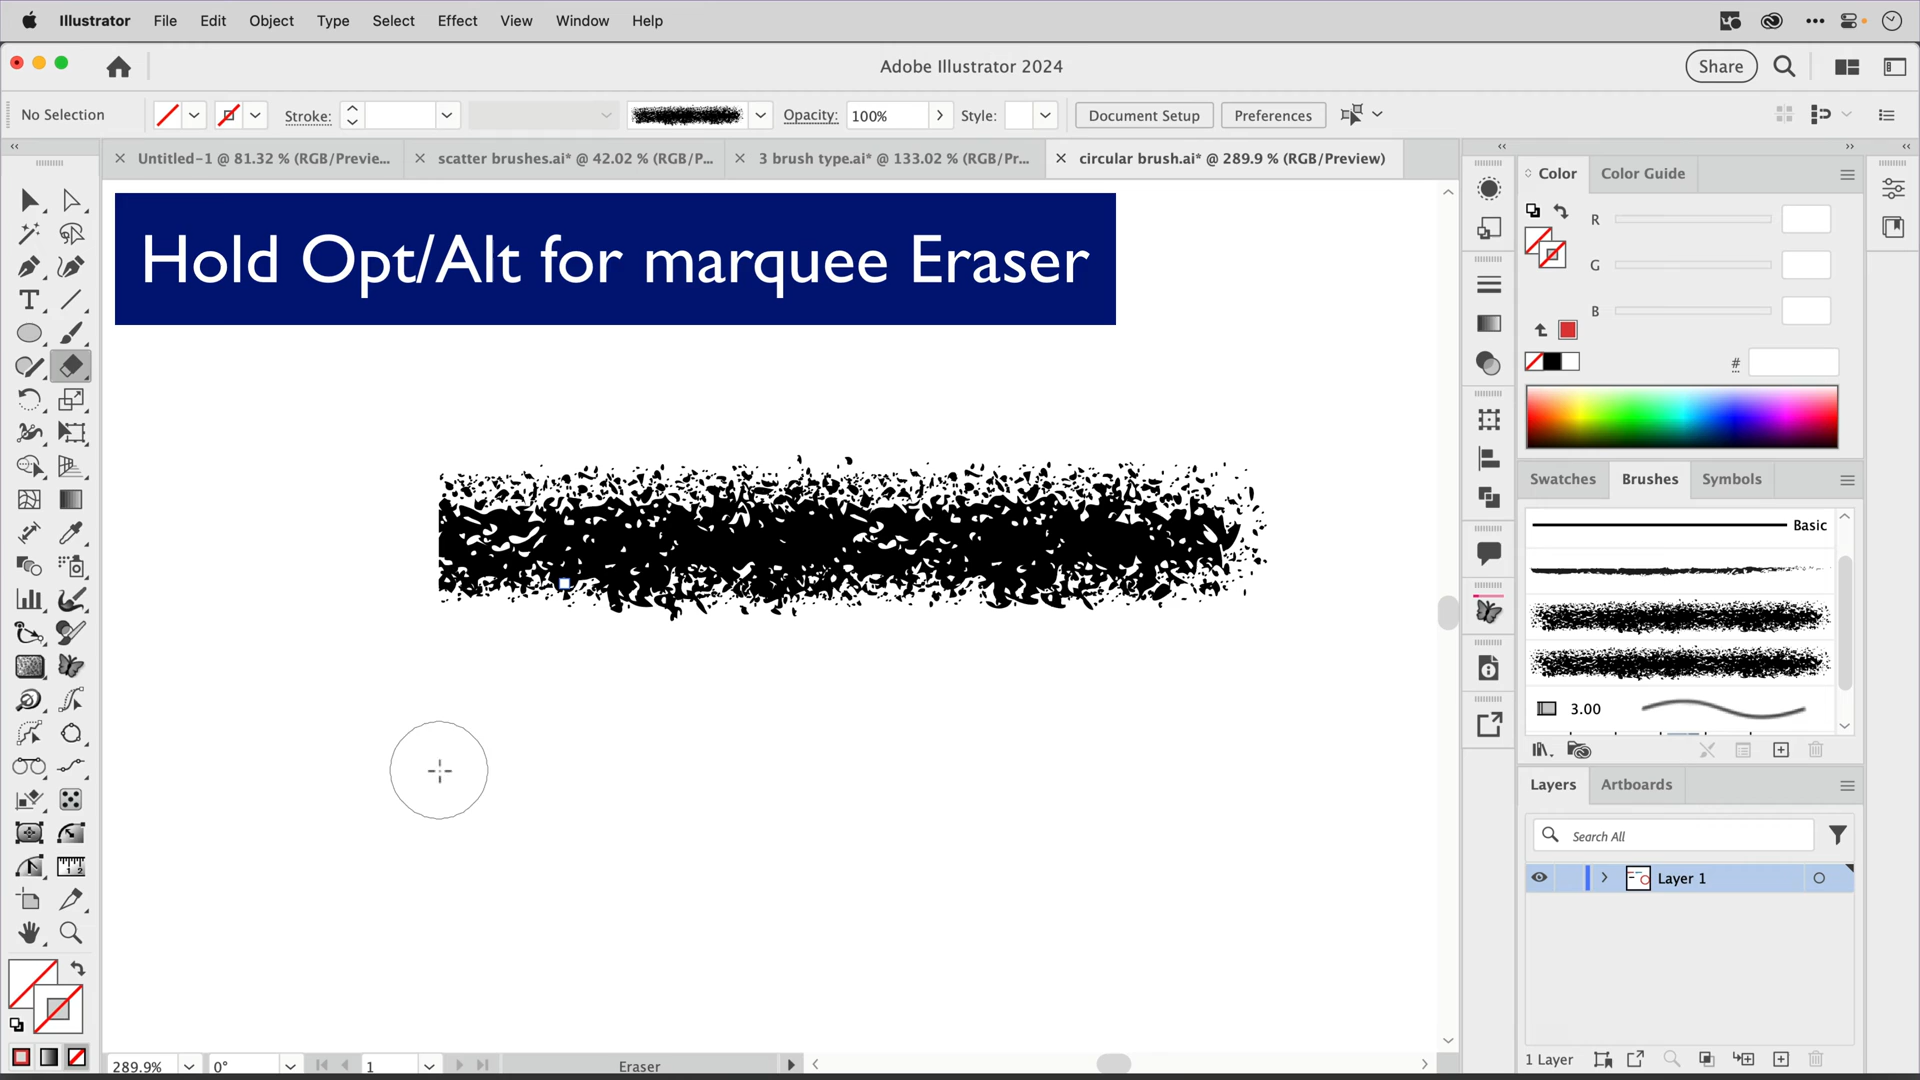 Illustrator File Edit Object Type Select Effect View Window Help
Adobe Illustrator 2024
Share
No Selection
Stroke:
Opacity:
100%
Style:
Document Setup
Preferences
Untitled-1 @ 81.32 % (RGB/Previe...
scatter brushes.ai* @ 42.02 % (RGB/P...
3 brush type.ai* @ 133.02 % (RGB/Pr...
circular brush.ai* @ 289.9 % (RGB/Preview)
Hold Opt/Alt for marquee Eraser
Color
Color Guide
R
G
B
#
Swatches
Brushes
Symbols
Basic
3.00
Layers
Artboards
Search All
Layer 1
1 Layer
289.9%
0°
1
Eraser